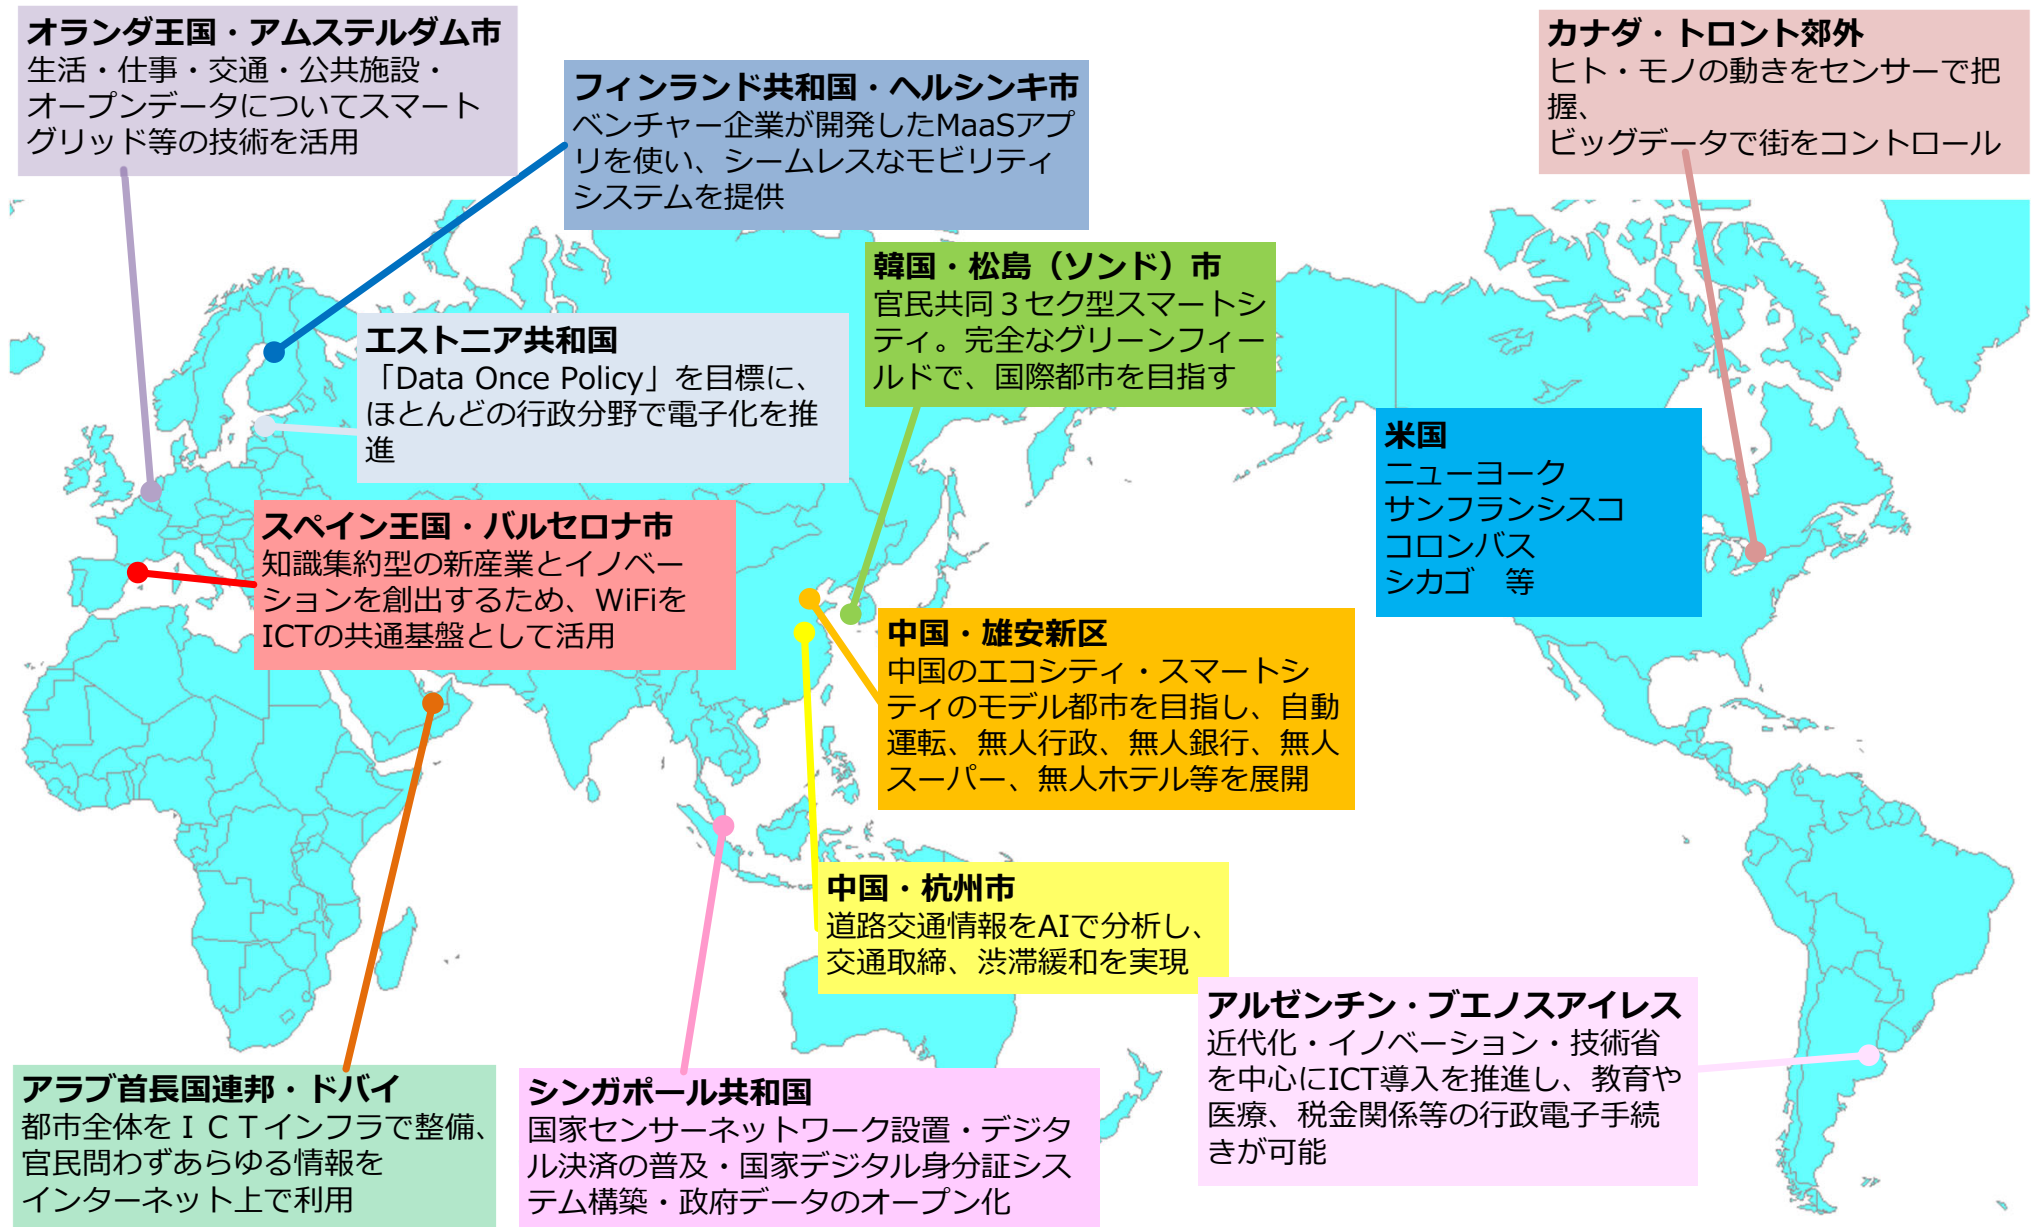 オランダ王国・アムステルダム市
生活・仕事・交通・公共施設・
オープンデータについてスマート
グリッド等の技術を活用
フィンランド共和国・ヘルシンキ市
ベンチャー企業が開発したMaaSアプ
リを使い、シームレスなモビリティ
システムを提供
カナダ・トロント郊外
ヒト・モノの動きをセンサーで把
握、
ビッグデータで街をコントロール
韓国・松島（ソンド）市
官民共同３セク型スマートシ
ティ。完全なグリーンフィー
ルドで、国際都市を目指す
エストニア共和国
「Data Once Policy」を目標に、
ほとんどの行政分野で電子化を推
進
米国
ニューヨーク
サンフランシスコ
コロンバス
シカゴ　等
スペイン王国・バルセロナ市
知識集約型の新産業とイノベー
ションを創出するため、WiFiを
ICTの共通基盤として活用
中国・雄安新区
中国のエコシティ・スマートシ
ティのモデル都市を目指し、自動
運転、無人行政、無人銀行、無人
スーパー、無人ホテル等を展開
中国・杭州市
道路交通情報をAIで分析し、
交通取締、渋滞緩和を実現
アルゼンチン・ブエノスアイレス
近代化・イノベーション・技術省
を中心にICT導入を推進し、教育や
医療、税金関係等の行政電子手続
きが可能
アラブ首長国連邦・ドバイ
都市全体をＩＣＴインフラで整備、
官民問わずあらゆる情報を
インターネット上で利用
シンガポール共和国
国家センサーネットワーク設置・デジタ
ル決済の普及・国家デジタル身分証シス
テム構築・政府データのオープン化